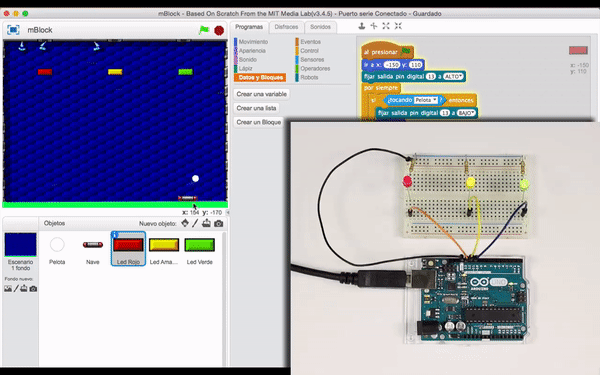 mBlock - Based On Scratch From the MIT Media Lab(v3.4.5) - Puerto serie Conectado - Guardado
mBlock
Programas
Disfraces
Sonidos
Movimiento
Eventos
Apariencia
Control
Sonido
Sensores
Lápiz
Operadores
Datos y Bloques
Robots
Crear una variable
Crear una lista
Crear un Bloque
al presionar
ir a x: -150 y: 110
fijar salida pin digital 13 a ALTO
por siempre
si ¿tocando Pelota ? entonces
fijar salida pin digital 13 a BAJO
x: -150
y: 110
x: 154 y: -170
Objetos
Nuevo objeto:
Escenario
1 fondo
Fondo nuevo:
Pelota
Nave
Led Rojo
Led Ama...
Led Verde
ARDUINO
UNO